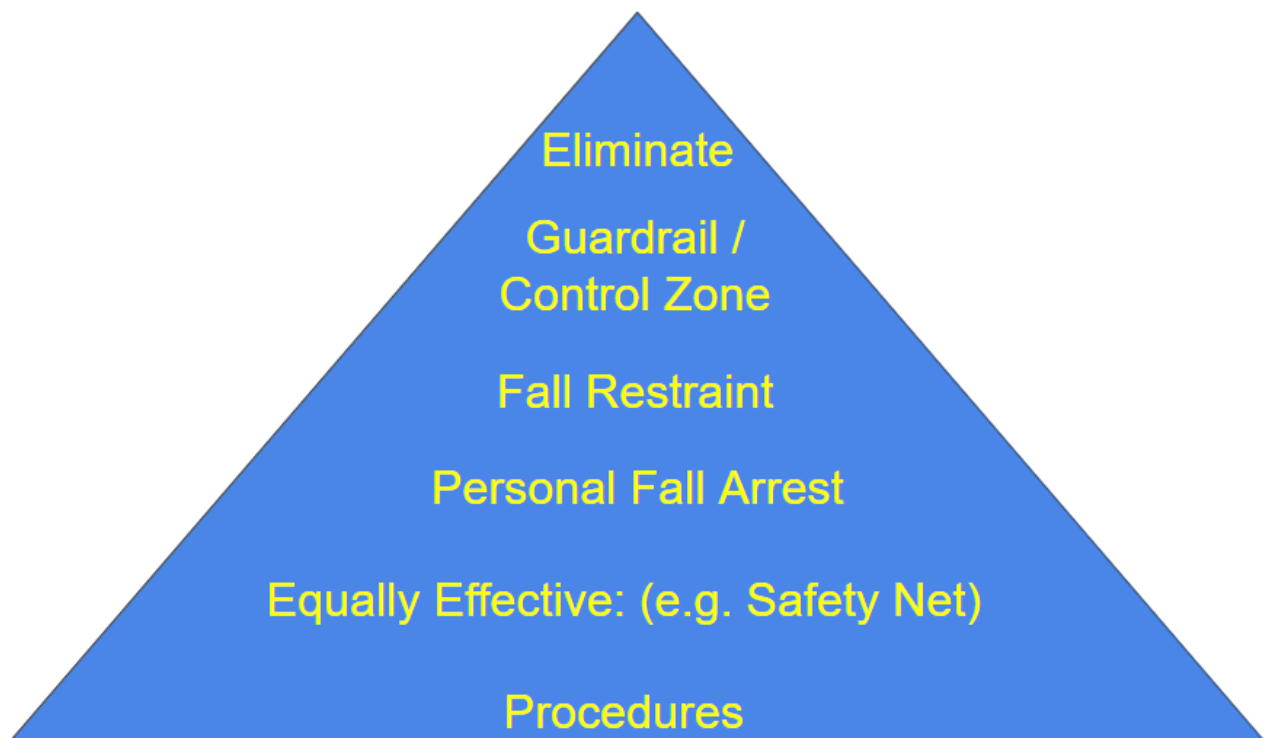 Eliminate
Guardrail /
Control Zone
Fall Restraint
Personal Fall Arrest
Equally Effective: (e.g. Safety Net)
Procedures